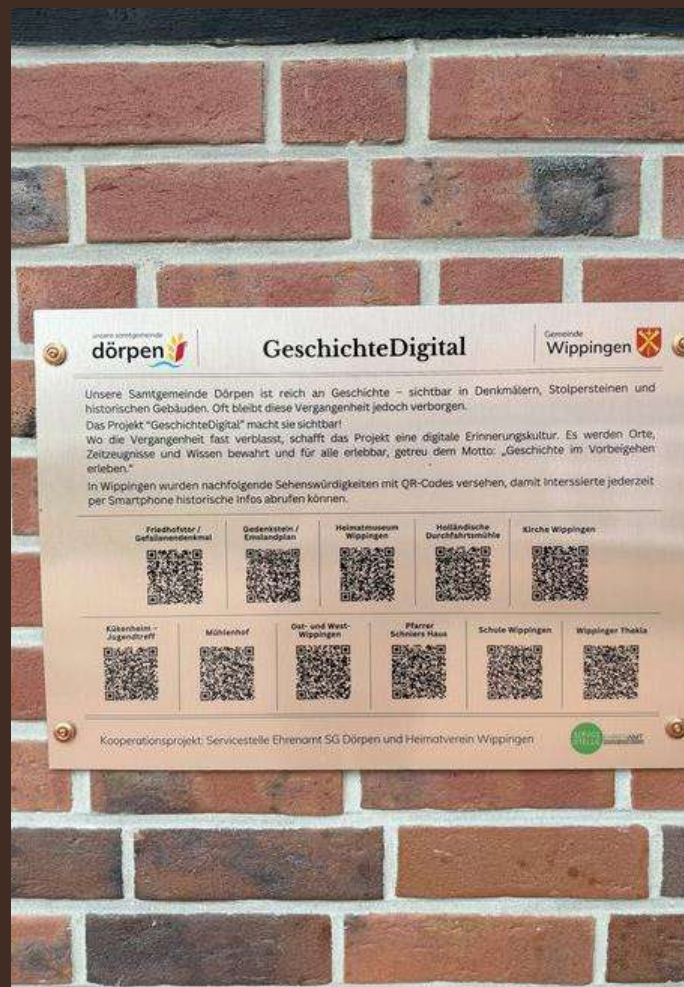 unsere samtgemeinde
dörpen
GeschichteDigital
Gemeinde
Wippingen
Unsere Samtgemeinde Dörpen ist reich an Geschichte – sichtbar in Denkmälern, Stolpersteinen und
historischen Gebäuden. Oft bleibt diese Vergangenheit jedoch verborgen.
Das Projekt "GeschichteDigital" macht sie sichtbar!
Wo die Vergangenheit fast verblasst, schafft das Projekt eine digitale Erinnerungskultur. Es werden Orte,
Zeitzeugnisse und Wissen bewahrt und für alle erlebbar, getreu dem Motto: „Geschichte im Vorbeigehen
erleben."
In Wippingen wurden nachfolgende Sehenswürdigkeiten mit QR-Codes versehen, damit Interssierte jederzeit
per Smartphone historische Infos abrufen können.
Friedhofstor /
Gefallenendenkmal
Gedenkstein /
Emslandplan
Heimatmuseum
Wippingen
Holländische
Durchfahrtsmühle
Kirche Wippingen
Kükenheim –
Jugendtreff
Mühlenhof
Ost- und West-
Wippingen
Pfarrer
Schniers Haus
Schule Wippingen
Wippinger Thekla
Kooperationsprojekt: Servicestelle Ehrenamt SG Dörpen und Heimatverein Wippingen
SERVICE
STELLE